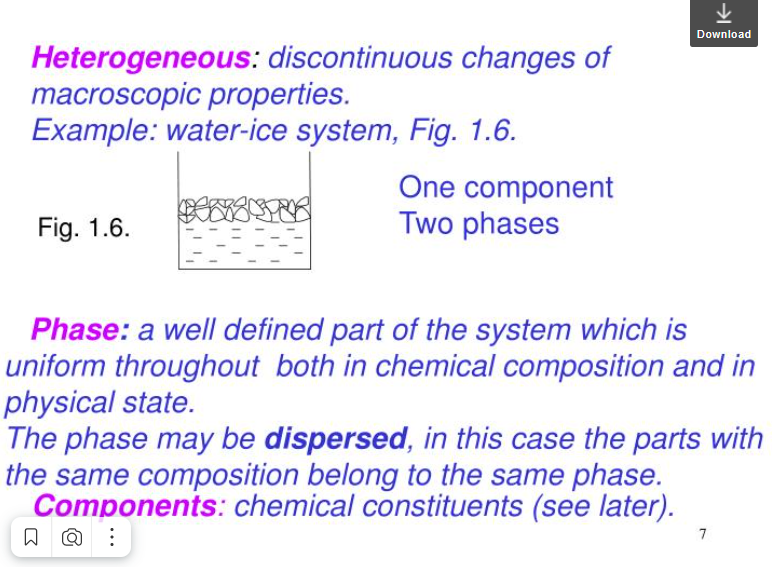 Download
Heterogeneous: discontinuous changes of
macroscopic properties.
Example: water-ice system, Fig. 1.6.
One component
Two phases
Fig. 1.6.
Phase: a well defined part of the system which is
uniform throughout both in chemical composition and in
physical state.
The phase may be dispersed, in this case the parts with
the same composition belong to the same phase.
Components: chemical constituents (see later).
7